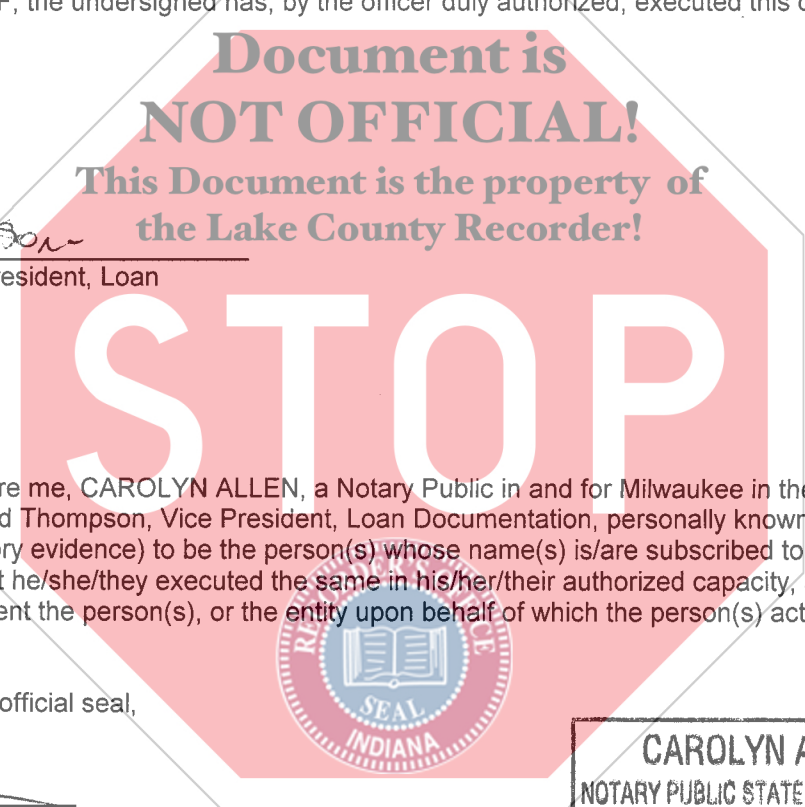 F, the undersigned has, by the officer duly authorized, executed this
Document is
NOT OFFICIAL!
This Document is the property of
the Lake County Recorder!
son
resident, Loan
STOP
re me, CAROLYN ALLEN, a Notary Public in and for Milwaukee in the
d Thompson, Vice President, Loan Documentation, personally known
ry evidence) to be the person(s) whose name(s) is/are subscribed to
t he/she/they executed the same in his/her/their authorized capacity,
ent the person(s), or the entity upon behalf of which the person(s) act
RECORDER'S OFFICE
SEAL
INDIANA
official seal,
CAROLYN A
NOTARY PUBLIC STATE